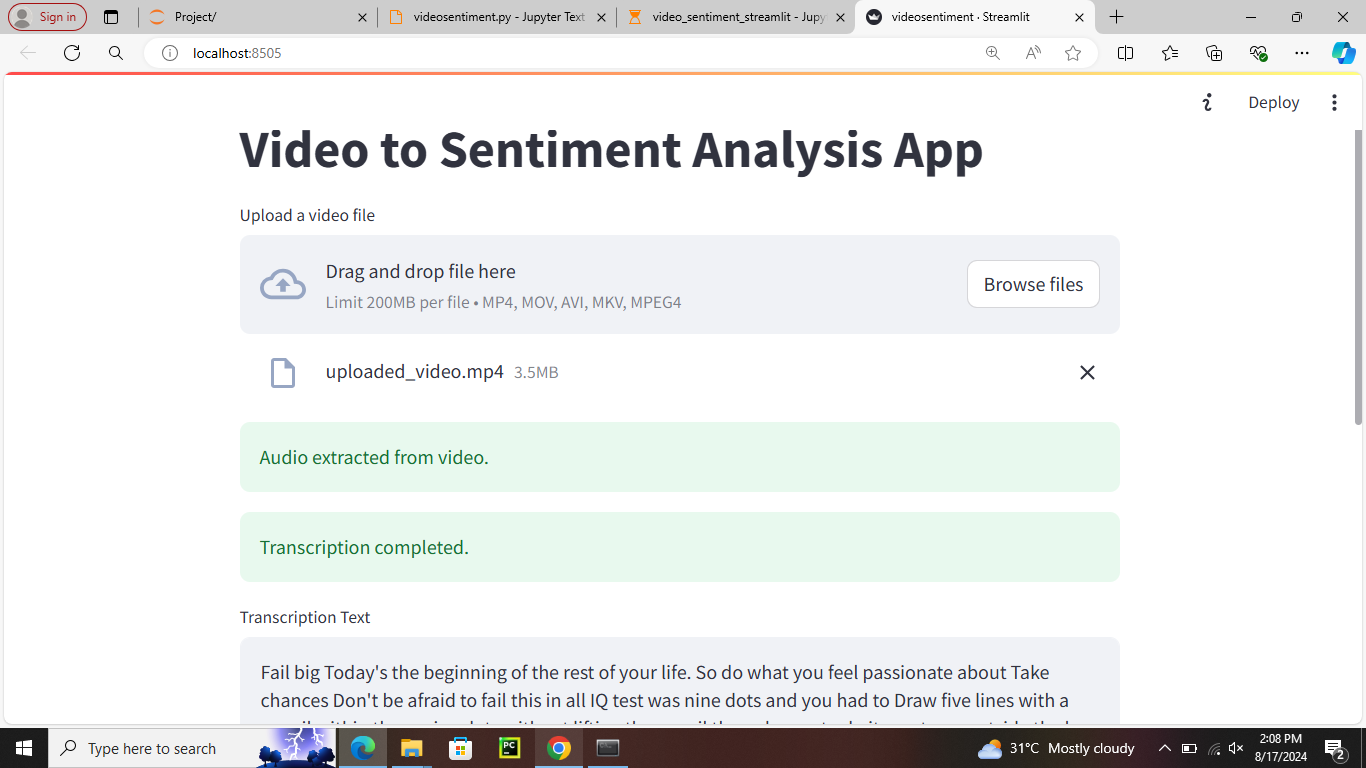 Sign in
Project/
videosentiment.py - Jupyter Text
video_sentiment_streamlit - Jupy
videosentiment · Streamlit
localhost:8505
Deploy
Video to Sentiment Analysis App
Upload a video file
Drag and drop file here
Limit 200MB per file • MP4, MOV, AVI, MKV, MPEG4
Browse files
uploaded_video.mp4 3.5MB
Audio extracted from video.
Transcription completed.
Transcription Text
Fail big Today's the beginning of the rest of your life. So do what you feel passionate about Take
chances Don't be afraid to fail this in all IQ test was nine dots and you had to Draw five lines with a
Type here to search
PC
31°C Mostly cloudy
2:08 PM
8/17/2024
2